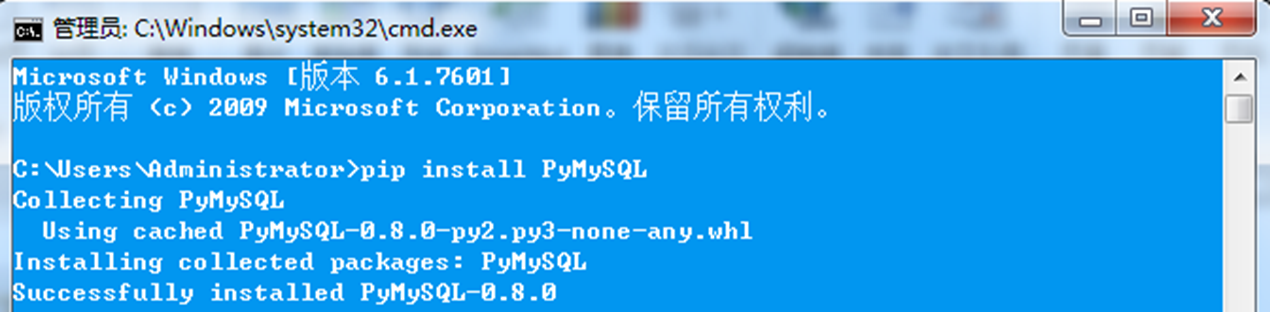 管理员: C:\Windows\system32\cmd.exe
Microsoft Windows [版本 6.1.7601]
版权所有 (c) 2009 Microsoft Corporation。保留所有权利。
C:\Users\Administrator>pip install PyMySQL
Collecting PyMySQL
  Using cached PyMySQL-0.8.0-py2.py3-none-any.whl
Installing collected packages: PyMySQL
Successfully installed PyMySQL-0.8.0